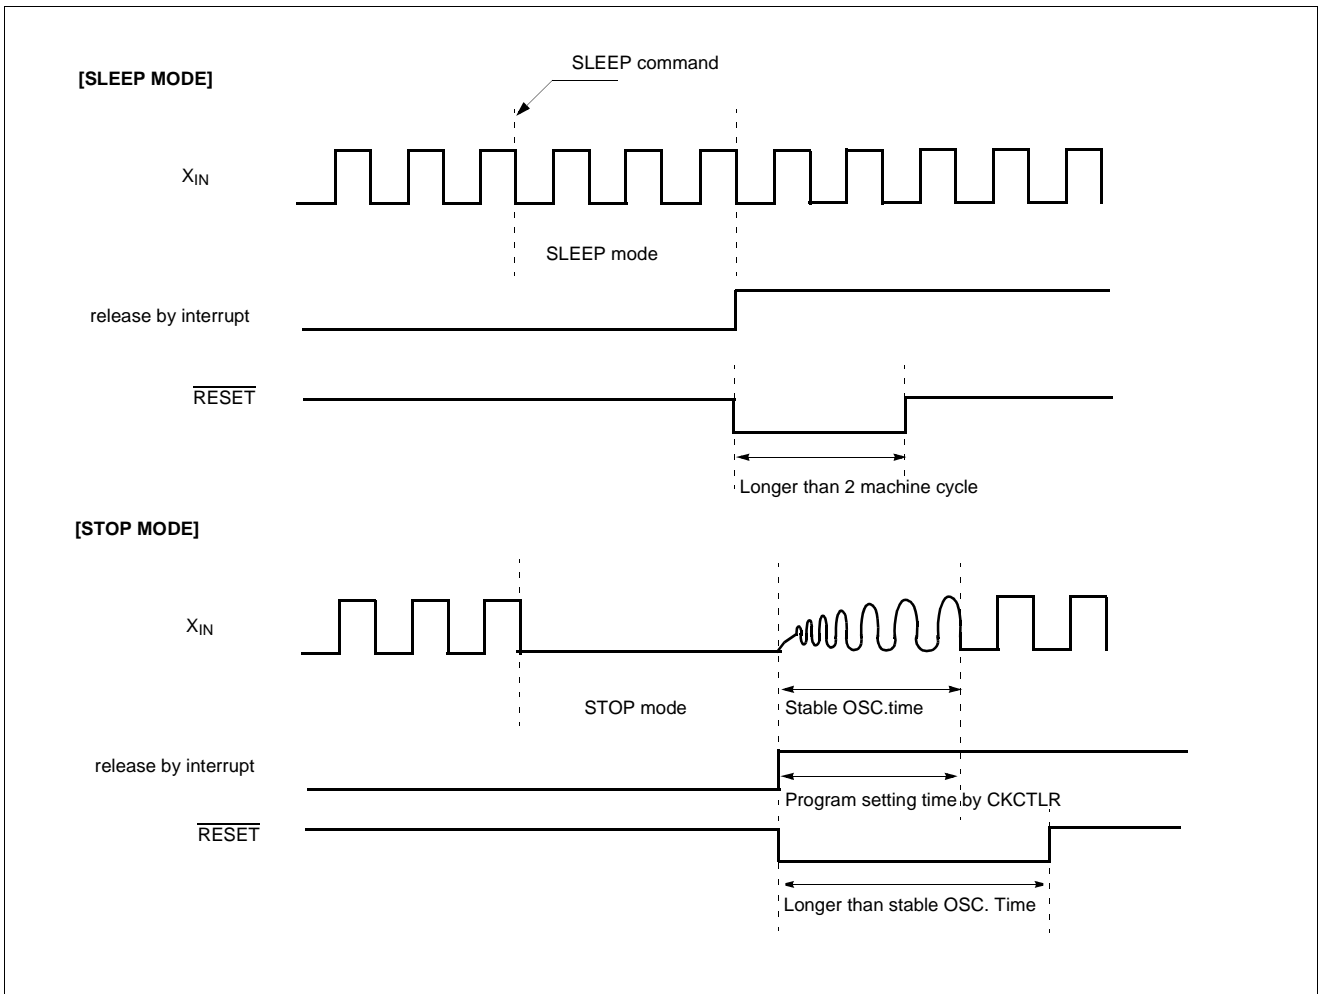 SLEEP command
[SLEEP MODE]
XIN
SLEEP mode
release by interrupt
RESET
Longer than 2 machine cycle
[STOP MODE]
XIN
STOP mode
Stable OSC.time
release by interrupt
Program setting time by CKCTLR
RESET
Longer than stable OSC. Time